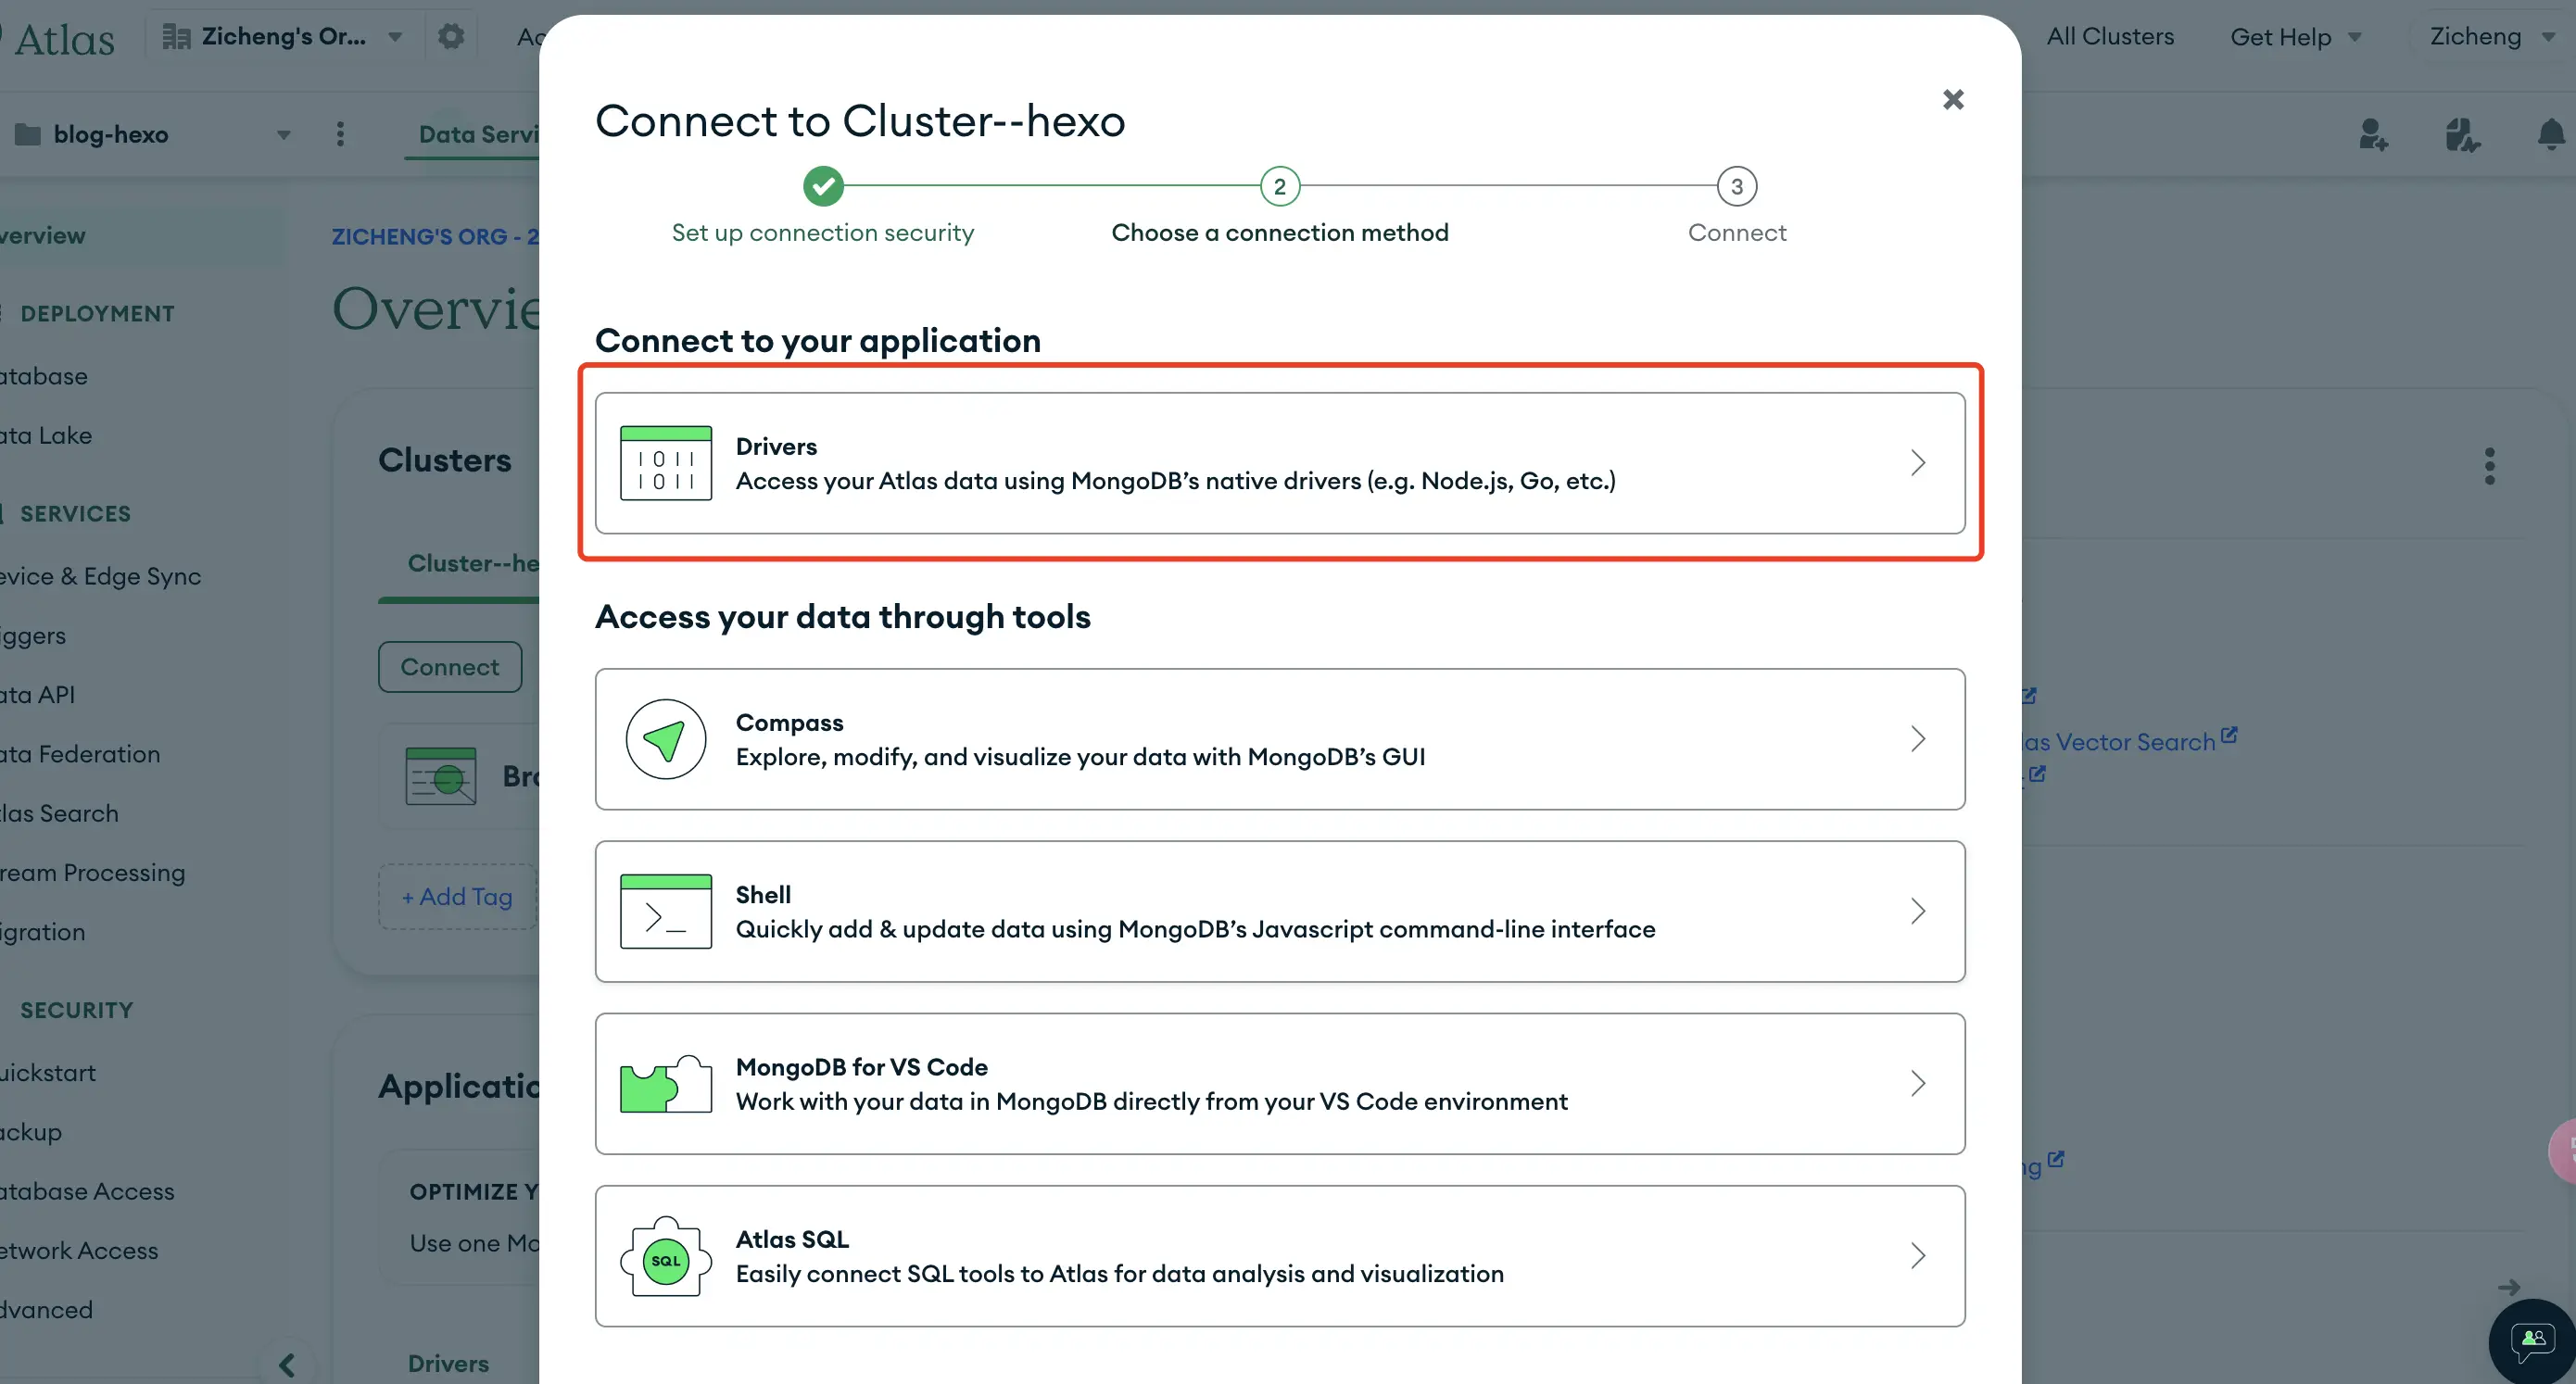 Atlas
Zicheng's Or...
All Clusters
Get Help
Zicheng
blog-hexo
Data Servi
ZICHENG'S ORG - 2
DEPLOYMENT
SERVICES
Clusters
Cluster--he
Connect
+ Add Tag
SECURITY
OPTIMIZE Y
Use one Mo
Drivers
Connect to Cluster--hexo
2
3
Set up connection security
Choose a connection method
Connect
Connect to your application
1011
1011
Drivers
Access your Atlas data using MongoDB’s native drivers (e.g. Node.js, Go, etc.)
Access your data through tools
Compass
Explore, modify, and visualize your data with MongoDB’s GUI
Shell
Quickly add & update data using MongoDB’s Javascript command-line interface
MongoDB for VS Code
Work with your data in MongoDB directly from your VS Code environment
SQL
Atlas SQL
Easily connect SQL tools to Atlas for data analysis and visualization
las Vector Search
verview
Overvie
atabase
ata Lake
evice & Edge Sync
iggers
ata API
ata Federation
tlas Search
ream Processing
igration
uickstart
ackup
atabase Access
etwork Access
dvanced
Applicatio
Bro
ng